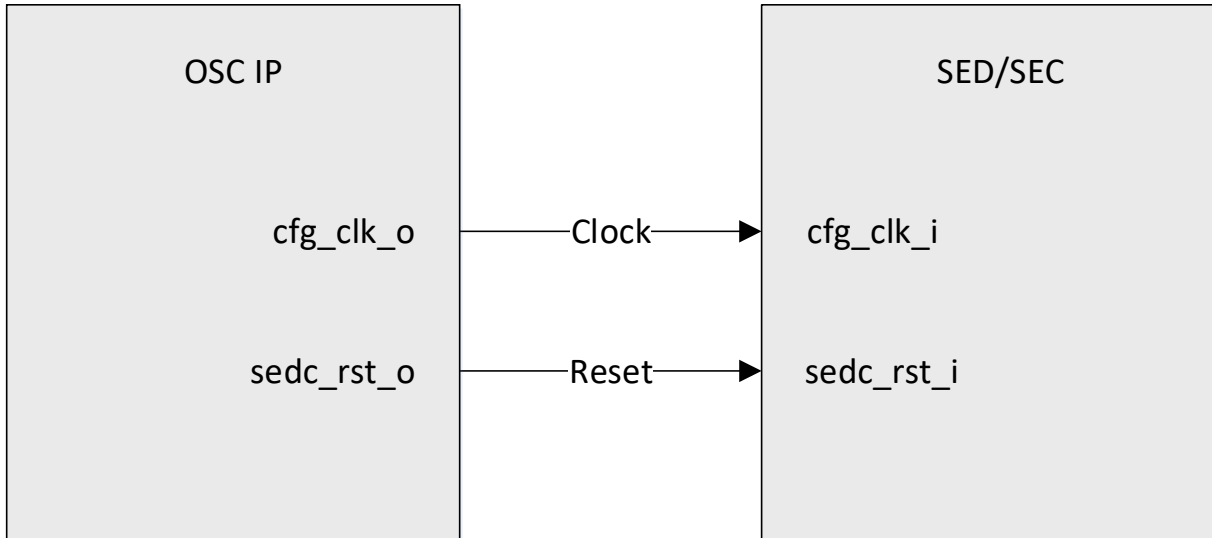 OSC IP
SED/SEC
cfg_clk_o
Clock
cfg_clk_i
sedc_rst_o
Reset
sedc_rst_i